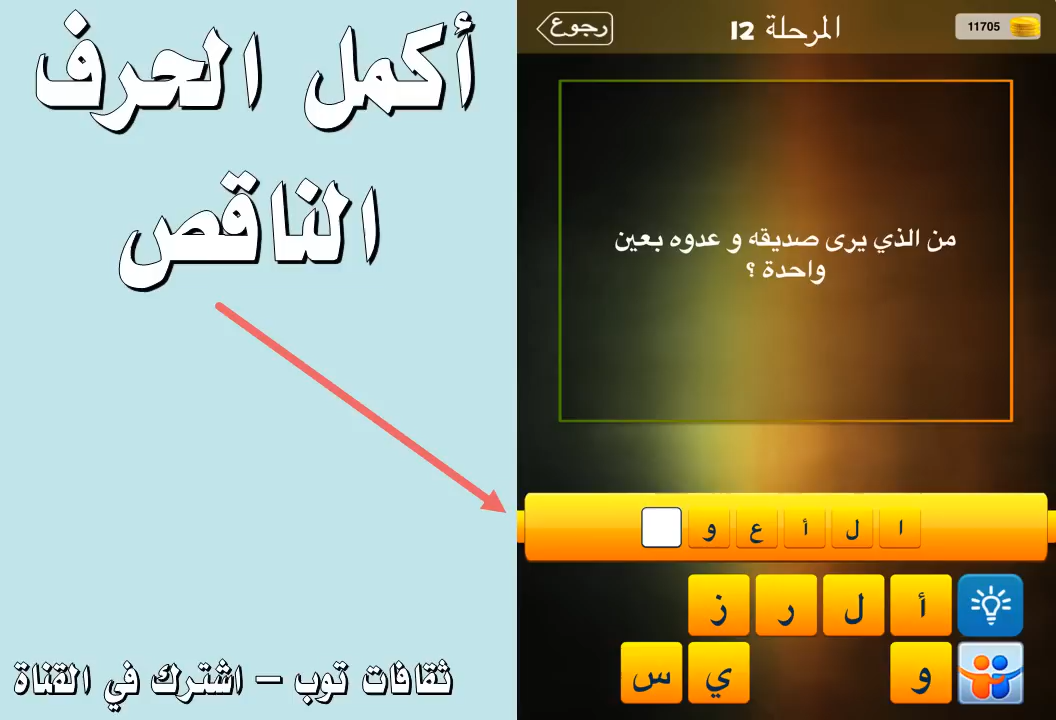 أكمل الحرف
الناقص
ثقافات توب – اشترك في القناة
رجوع
المرحلة 12
11705
من الذي يرى صديقه و عدوه بعين
واحدة ؟
ا ل أ ع و
أ ل ر ز
و ي س